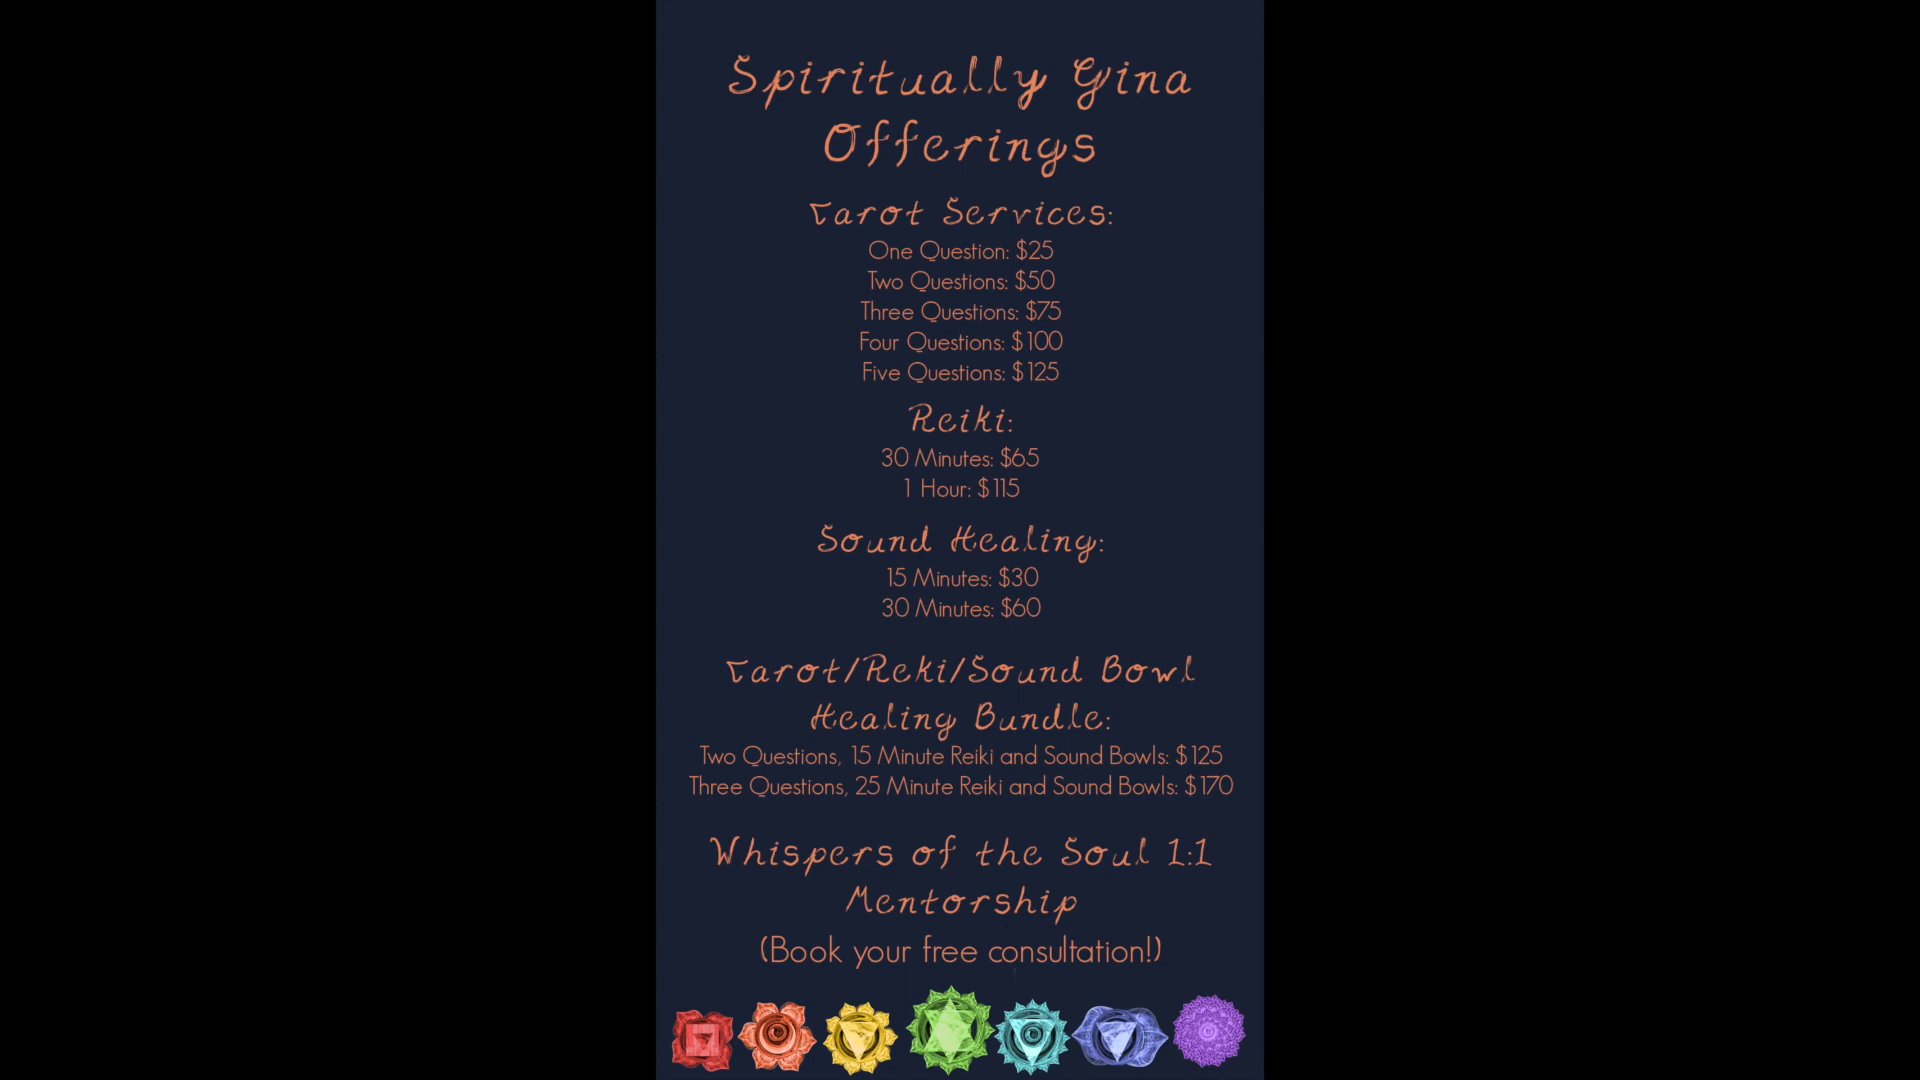 Spiritually Gina
Offerings
Tarot Services:
One Question: $25
Two Questions: $50
Three Questions: $75
Four Questions: $100
Five Questions: $125
Reiki:
30 Minutes: $65
1 Hour: $115
Sound Healing:
15 Minutes: $30
30 Minutes: $60
Tarot/Reki/Sound Bowl
Healing Bundle:
Two Questions, 15 Minute Reiki and Sound Bowls: $125
Three Questions, 25 Minute Reiki and Sound Bowls: $170
Whispers of the Soul 1:1
Mentorship
(Book your free consultation!)